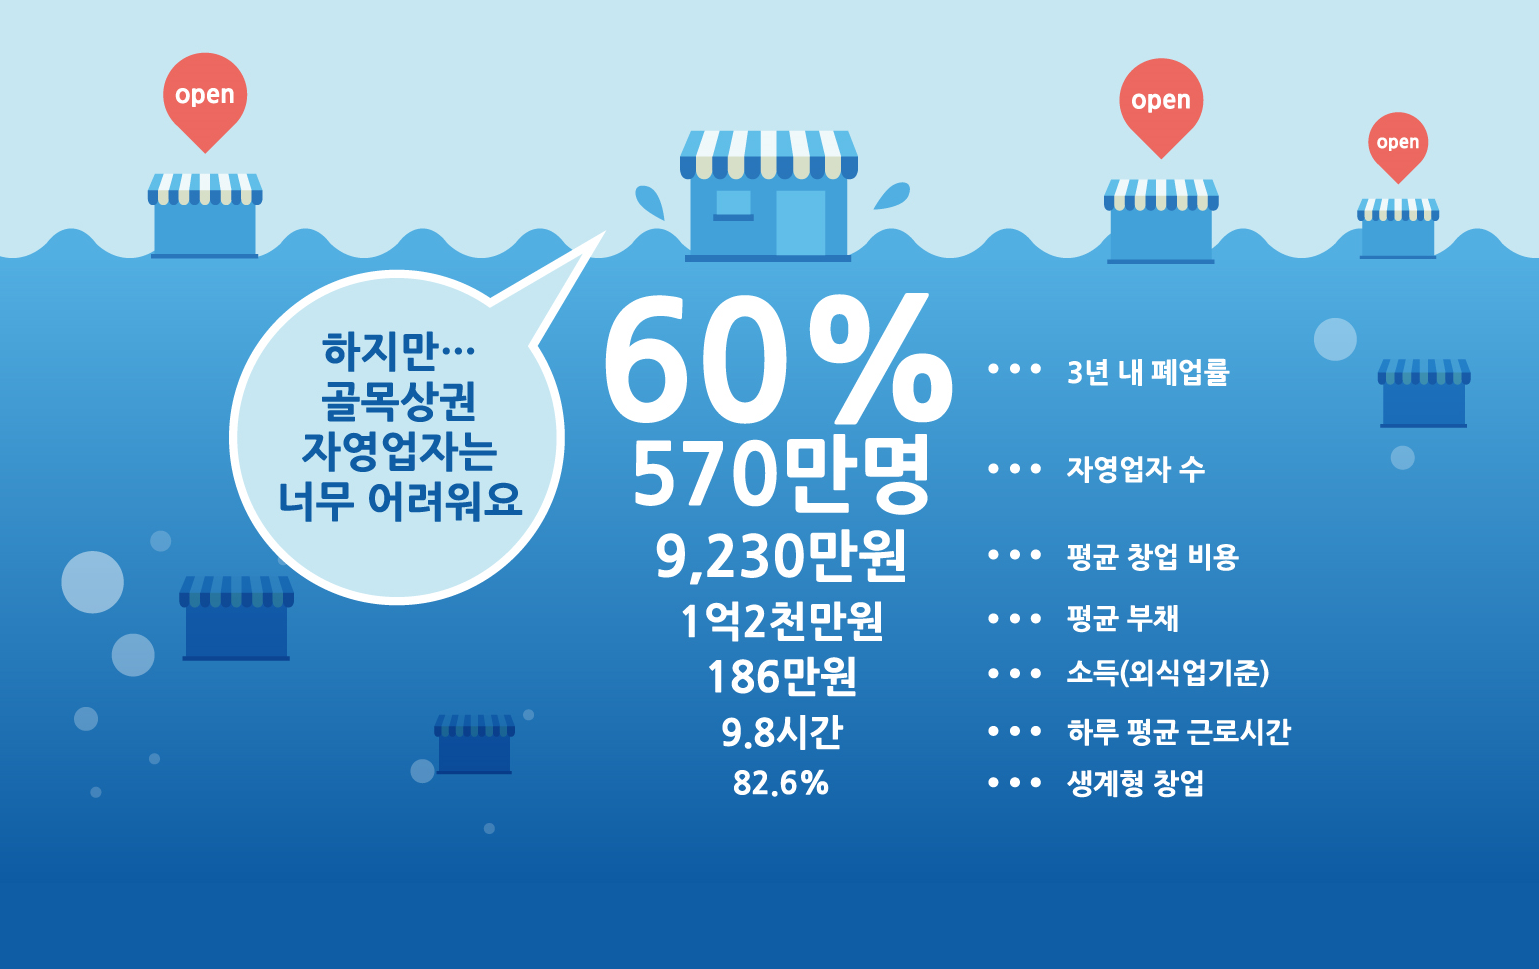 open
open
open
하지만…
골목상권
자영업자는
너무 어려워요
60% ••• 3년 내 폐업률
570만명 ••• 자영업자 수
9,230만원 ••• 평균 창업 비용
1억2천만원 ••• 평균 부채
186만원 ••• 소득(외식업기준)
9.8시간 ••• 하루 평균 근로시간
82.6% ••• 생계형 창업